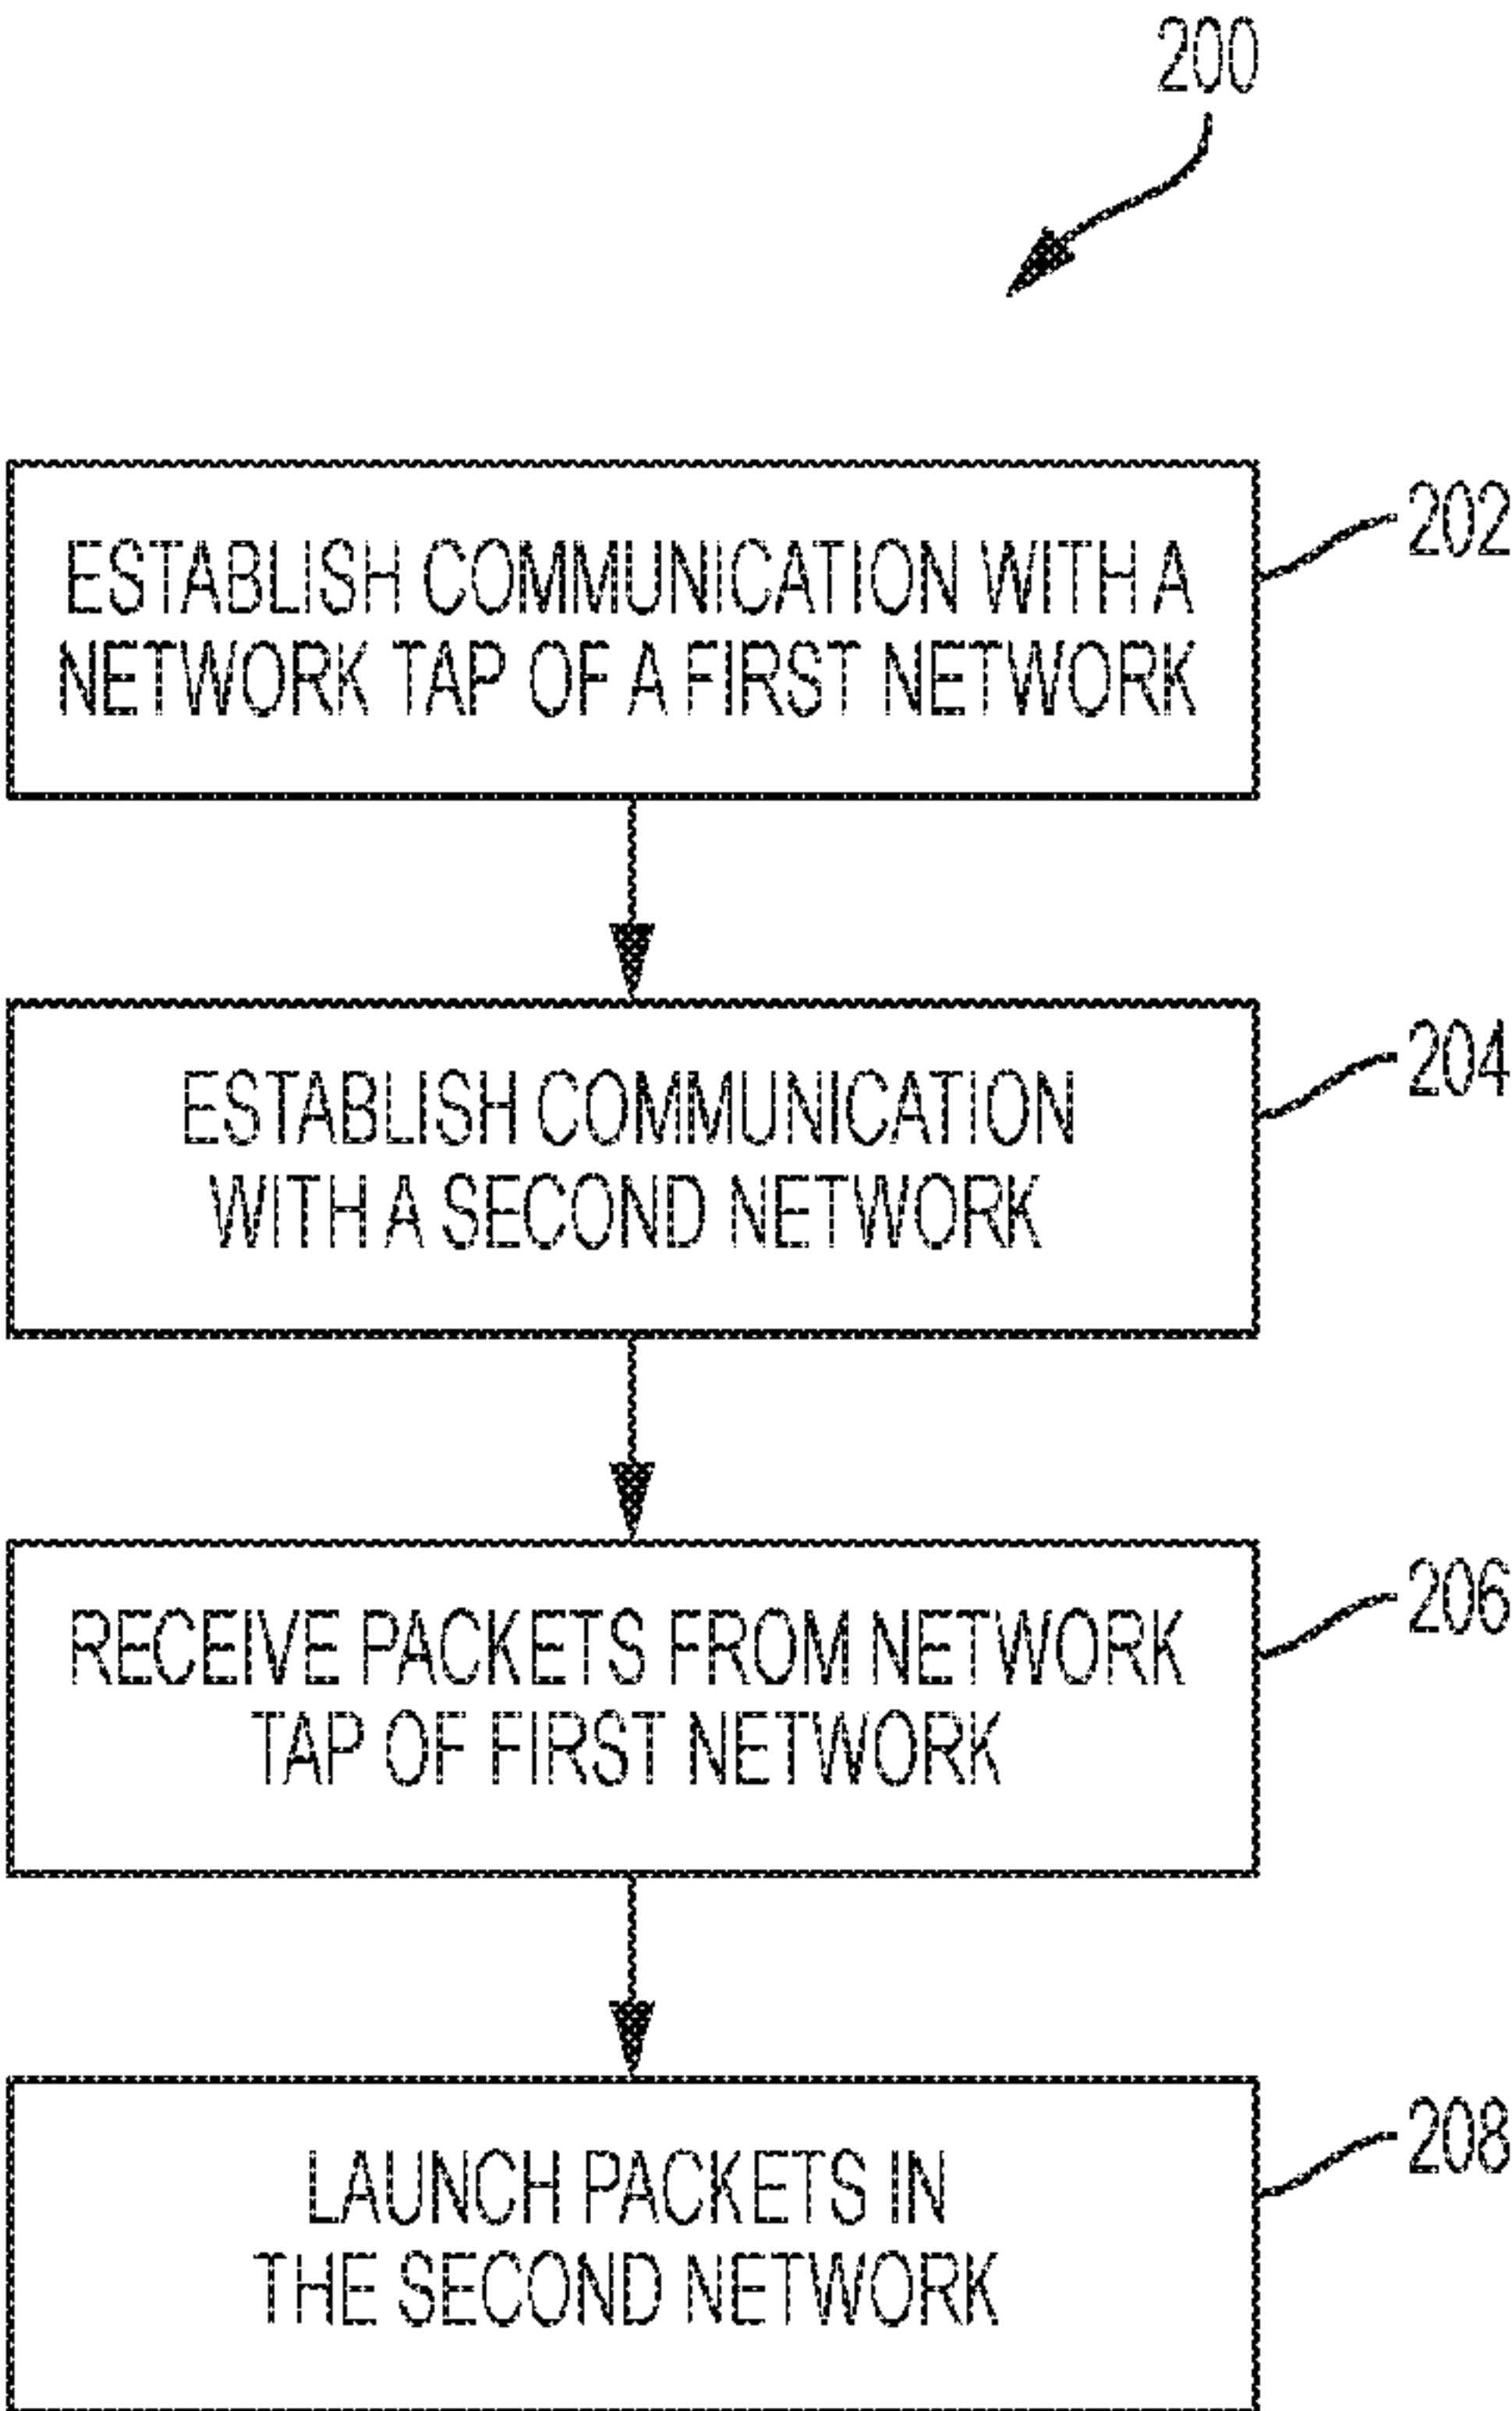 200
ESTABLISH COMMUNICATION WITH A
NETWORK TAP OF A FIRST NETWORK
202
ESTABLISH COMMUNICATION
WITH A SECOND NETWORK
204
RECEIVE PACKETS FROM NETWORK
TAP OF FIRST NETWORK
206
LAUNCH PACKETS IN
THE SECOND NETWORK
208